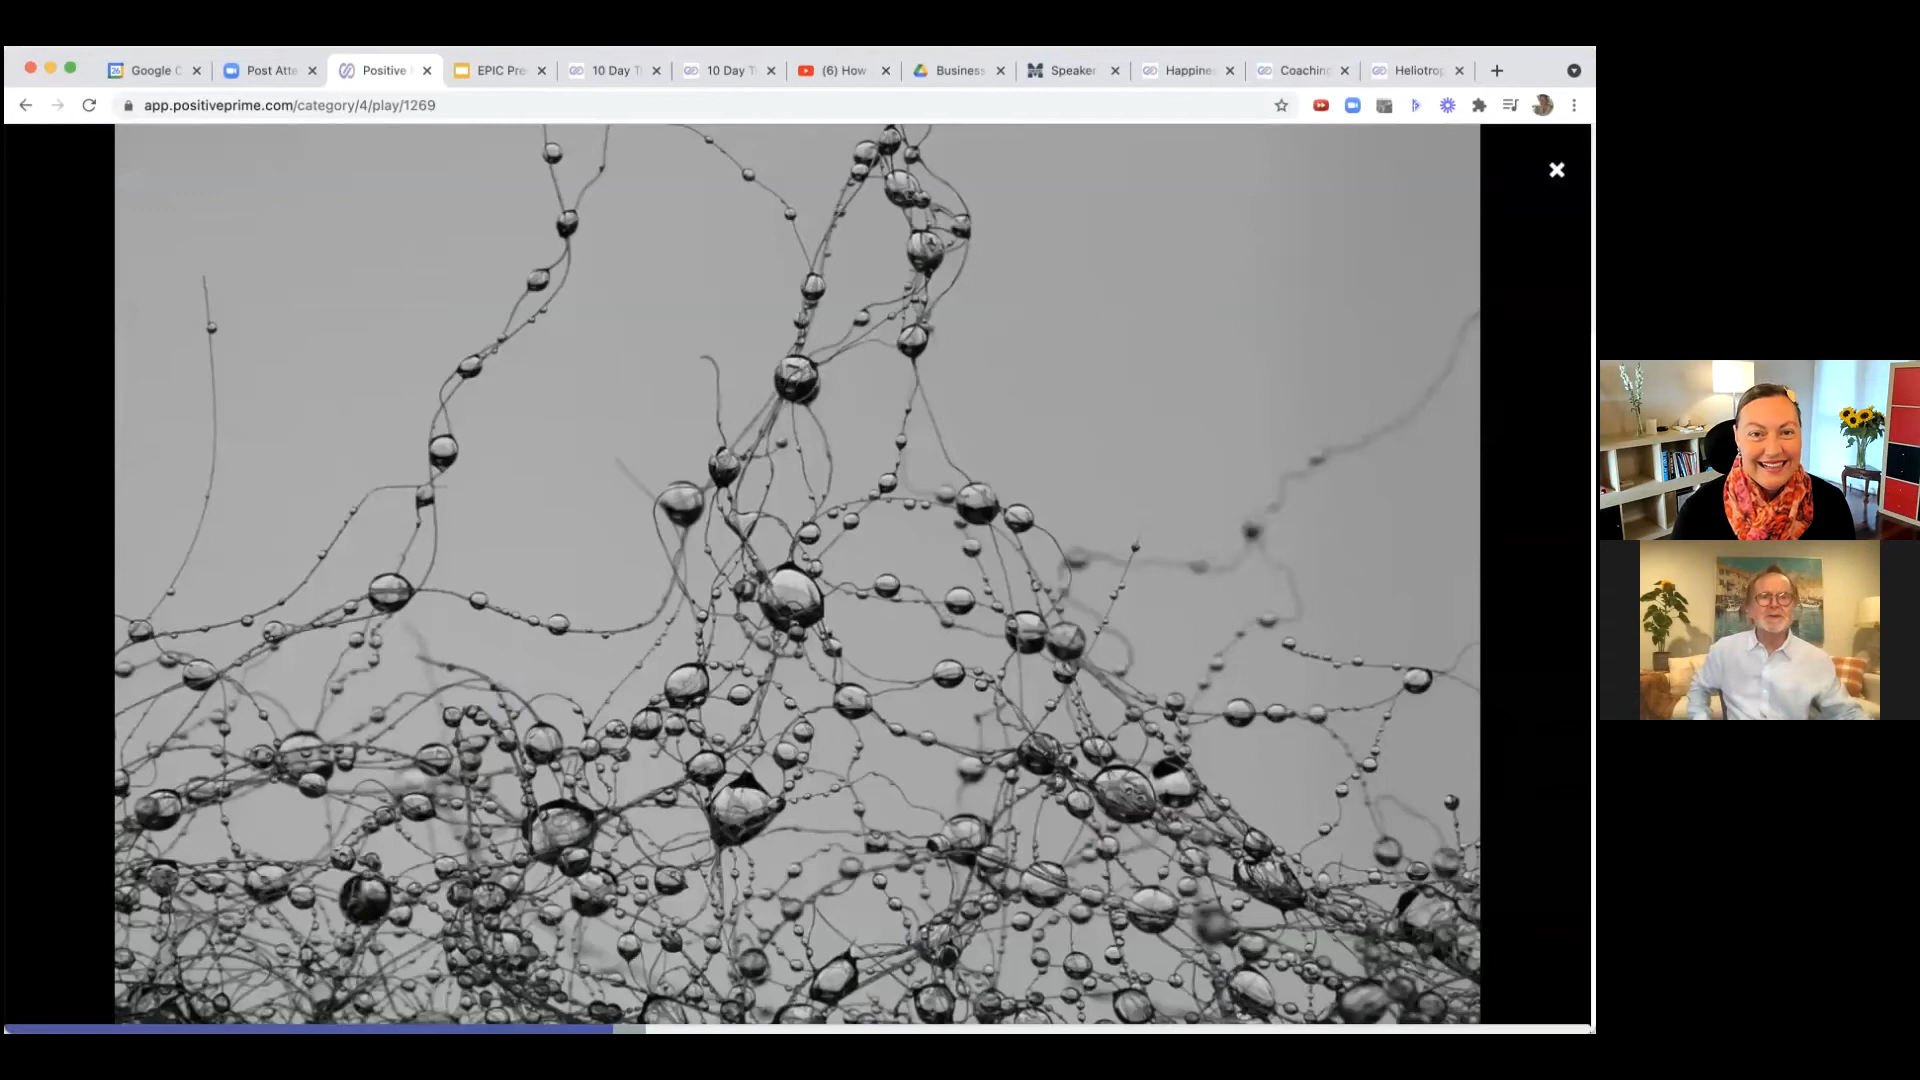 Google C
Post Atte
Positive
EPIC Pre
10 Day T
10 Day T
(6) How
Business
Speaker
Happine
Coaching
Heliotrop
app.positiveprime.com/category/4/play/1269